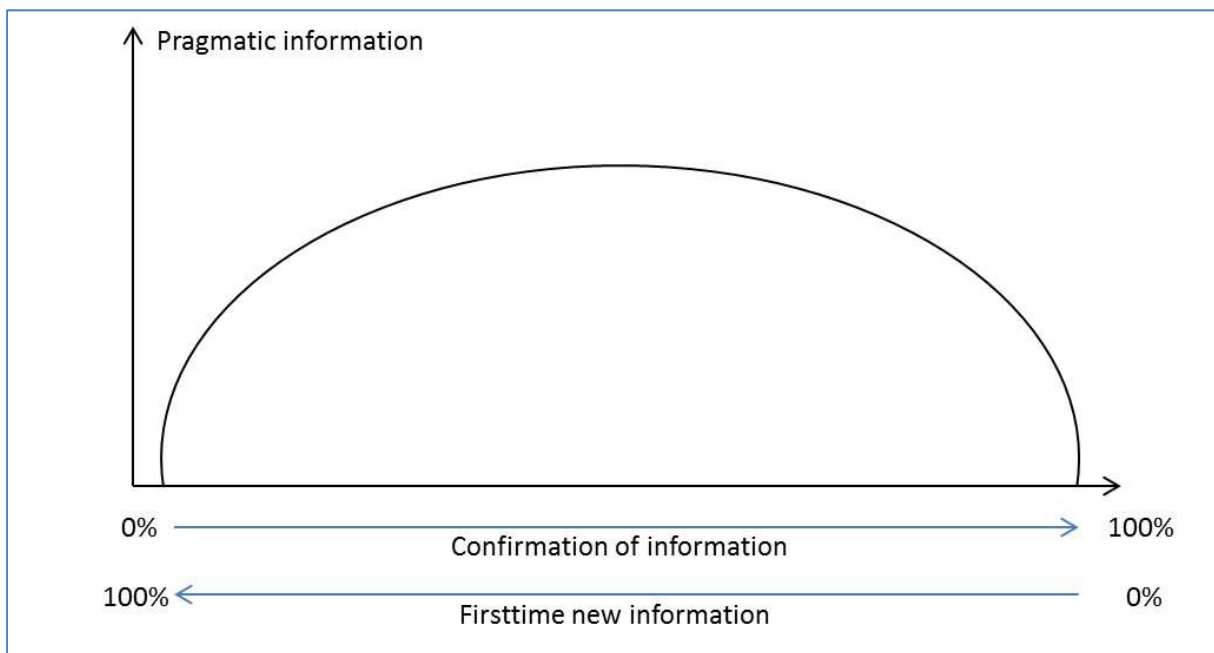 Pragmatic information
0%
100%
Confirmation of information
100%
0%
Firsttime new information